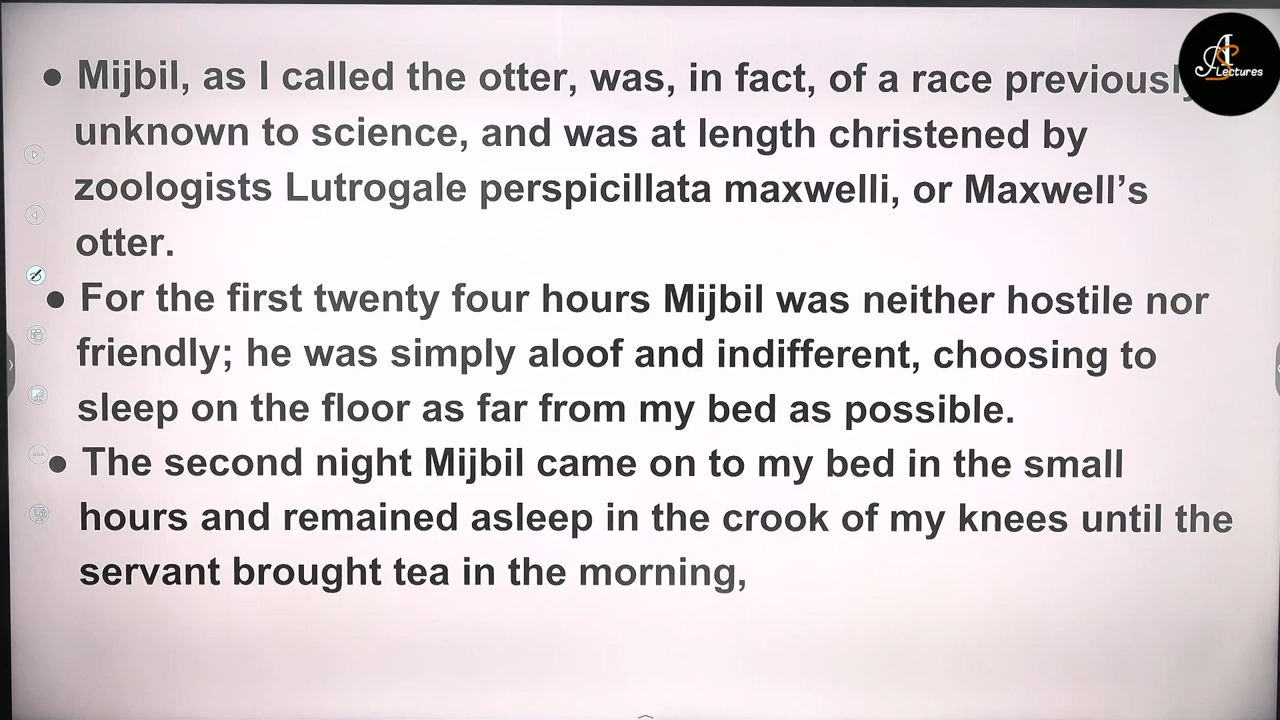 • Mijbil, as I called the otter, was, in fact, of a race previously
unknown to science, and was at length christened by
zoologists Lutrogale perspicillata maxwelli, or Maxwell’s
otter.
• For the first twenty four hours Mijbil was neither hostile nor
friendly; he was simply aloof and indifferent, choosing to
sleep on the floor as far from my bed as possible.
• The second night Mijbil came on to my bed in the small
hours and remained asleep in the crook of my knees until the
servant brought tea in the morning,
AS Lectures